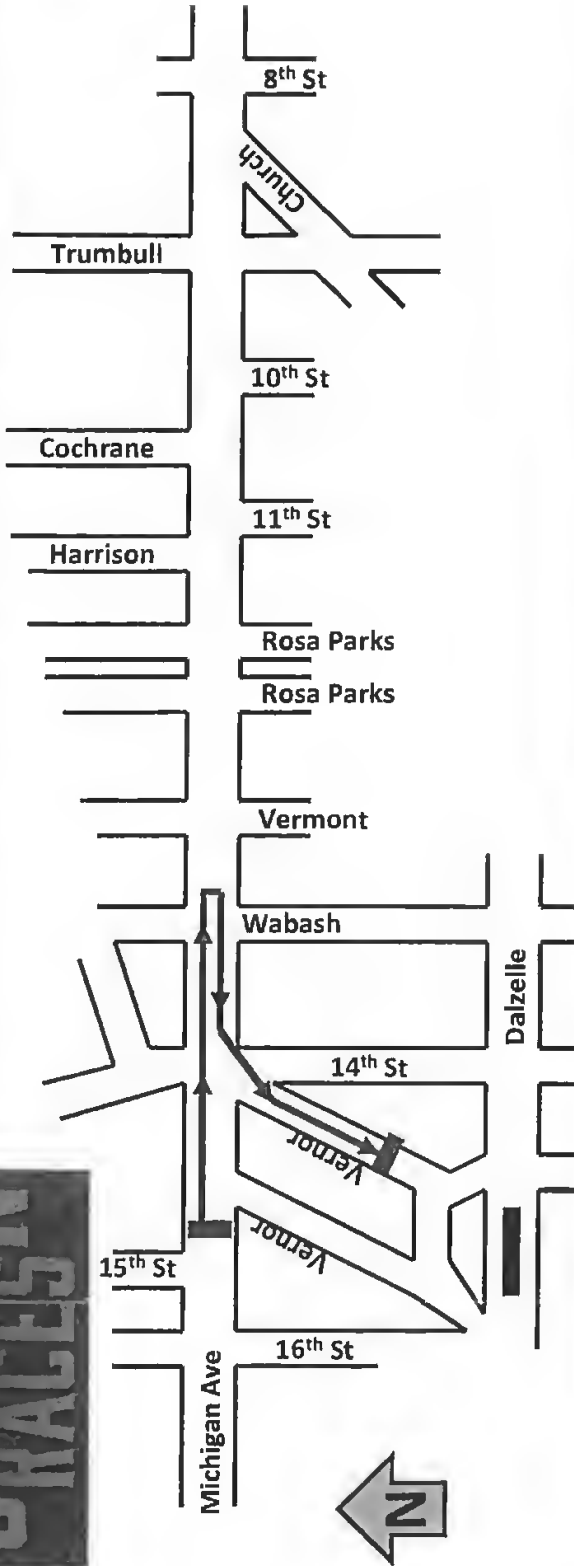 8th St
Church
Trumbull
10th St
Cochrane
11th St
Harrison
Rosa Parks
Rosa Parks
Vermont
Wabash
Dalzelle
14th St
Vernor
Vernor
15th St
16th St
Michigan Ave
N